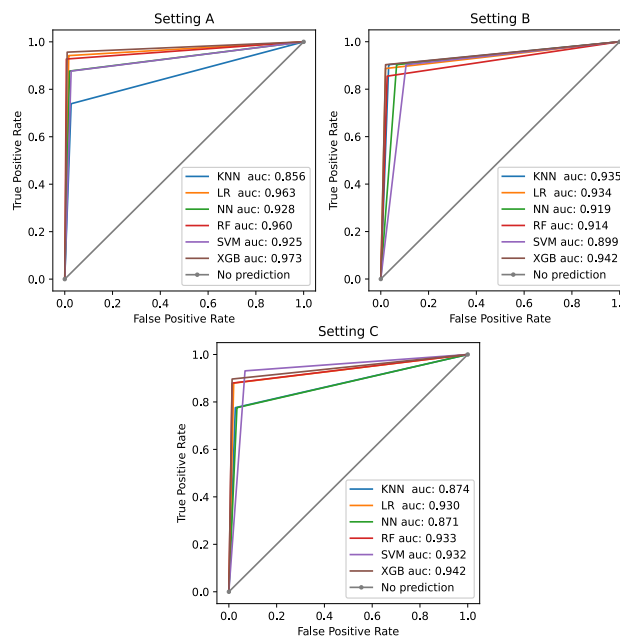 Setting A
True Positive Rate
1.0
0.8
0.6
0.4
0.2
0.0
KNN auc: 0.856
LR auc: 0.963
NN auc: 0.928
RF auc: 0.960
SVM auc: 0.925
XGB auc: 0.973
No prediction
0.0 0.2 0.4 0.6 0.8 1.0
False Positive Rate
Setting B
True Positive Rate
1.0
0.8
0.6
0.4
0.2
0.0
KNN auc: 0.935
LR auc: 0.934
NN auc: 0.919
RF auc: 0.914
SVM auc: 0.899
XGB auc: 0.942
No prediction
0.0 0.2 0.4 0.6 0.8 1.0
False Positive Rate
Setting C
True Positive Rate
1.0
0.8
0.6
0.4
0.2
0.0
KNN auc: 0.874
LR auc: 0.930
NN auc: 0.871
RF auc: 0.933
SVM auc: 0.932
XGB auc: 0.942
No prediction
0.0 0.2 0.4 0.6 0.8 1.0
False Positive Rate